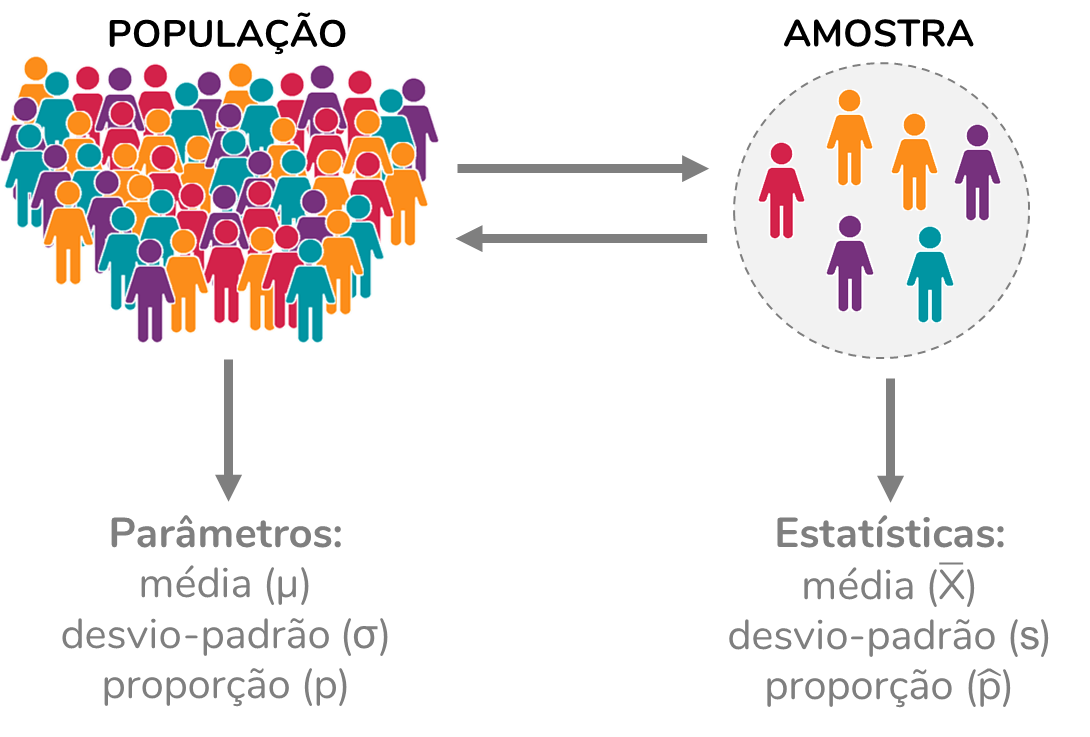 POPULAÇÃO
AMOSTRA
Parâmetros:
média (μ)
desvio-padrão (σ)
proporção (p)
Estatísticas:
média (X̅)
desvio-padrão (s)
proporção (p̂)